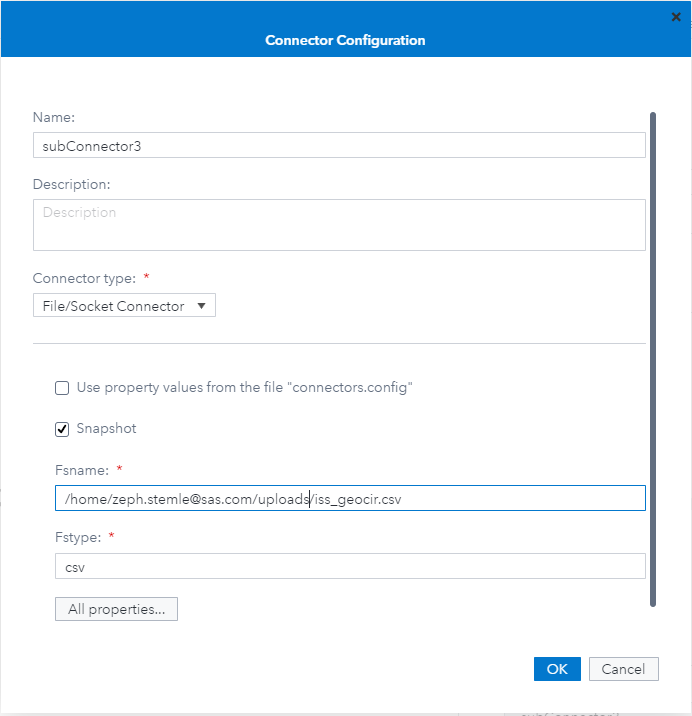 Connector Configuration
Name:
subConnector3
Description:
Description
Connector type: *
File/Socket Connector
Use property values from the file "connectors.config"
Snapshot
Fsname: *
/home/zeph.stemle@sas.com/uploads/iss_geocir.csv
Fstype: *
csv
All properties...
OK Cancel